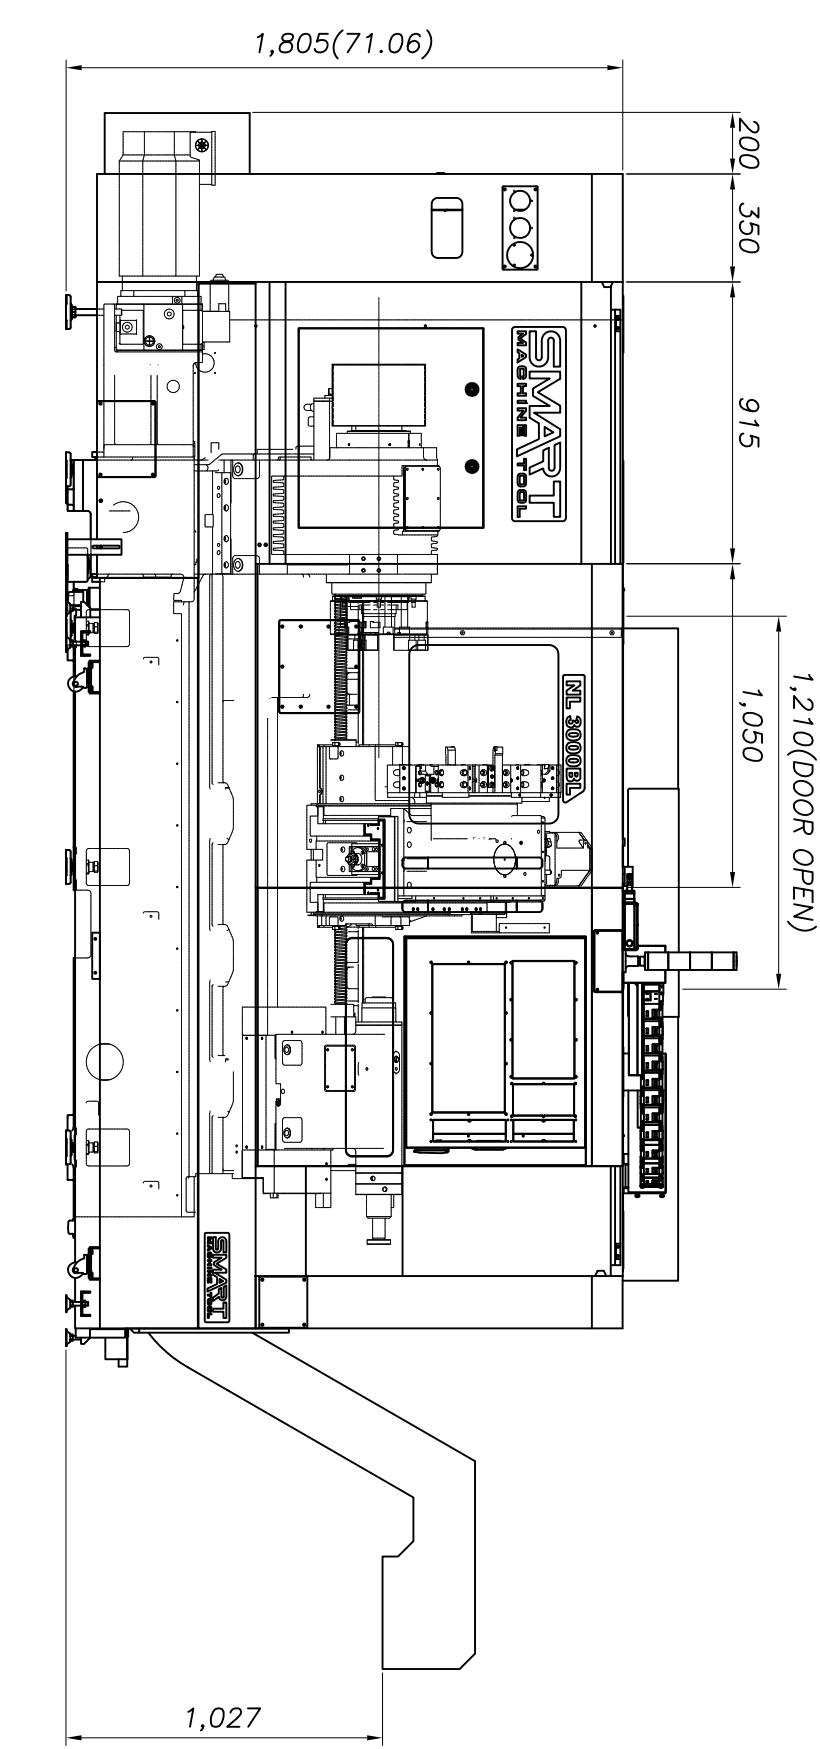 1,805(71.06)
200
350
915
SMART
MACHINE TOOL
1,210(DOOR OPEN)
1,050
NL 3000BL
SMART
MACHINE TOOL
1,027